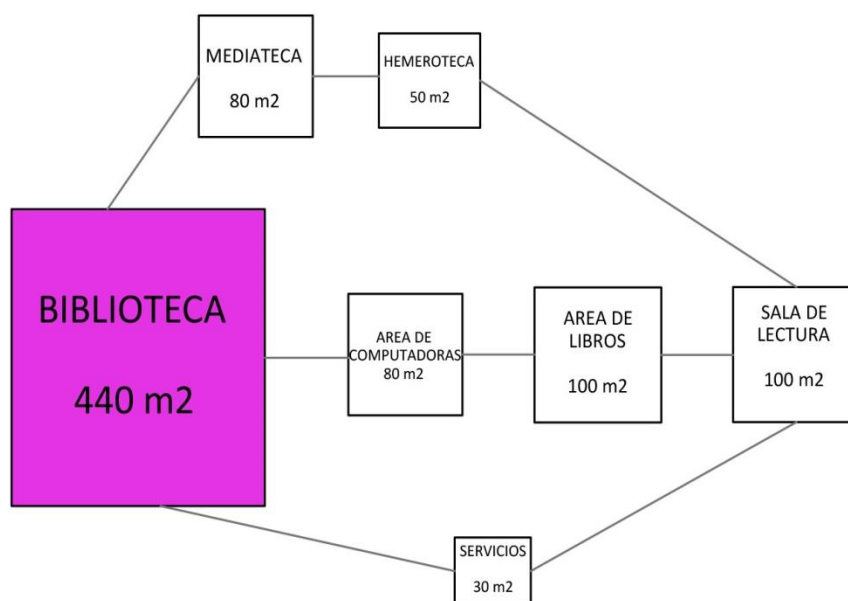 MEDIATECA
80 m2
HEMEROTECA
50 m2
BIBLIOTECA
440 m2
AREA DE
COMPUTADORAS
80 m2
AREA DE
LIBROS
100 m2
SALA DE
LECTURA
100 m2
SERVICIOS
30 m2